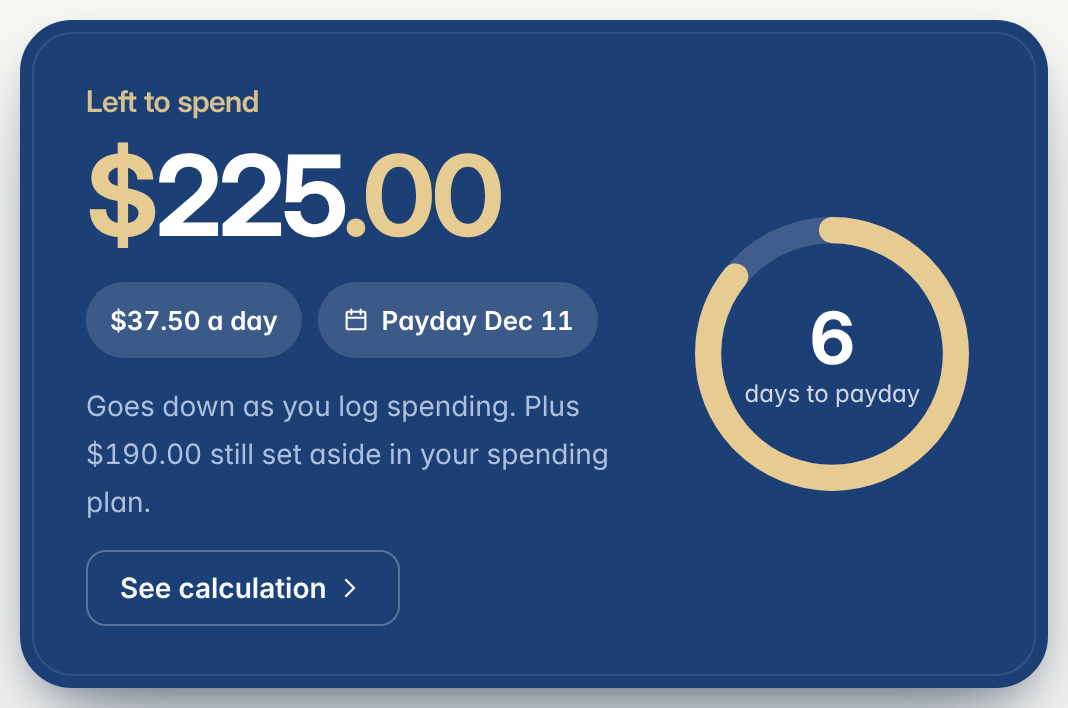 Left to spend
$225.00
$37.50 a day
Payday Dec 11
Goes down as you log spending. Plus
$190.00 still set aside in your spending
plan.
See calculation
6
days to payday